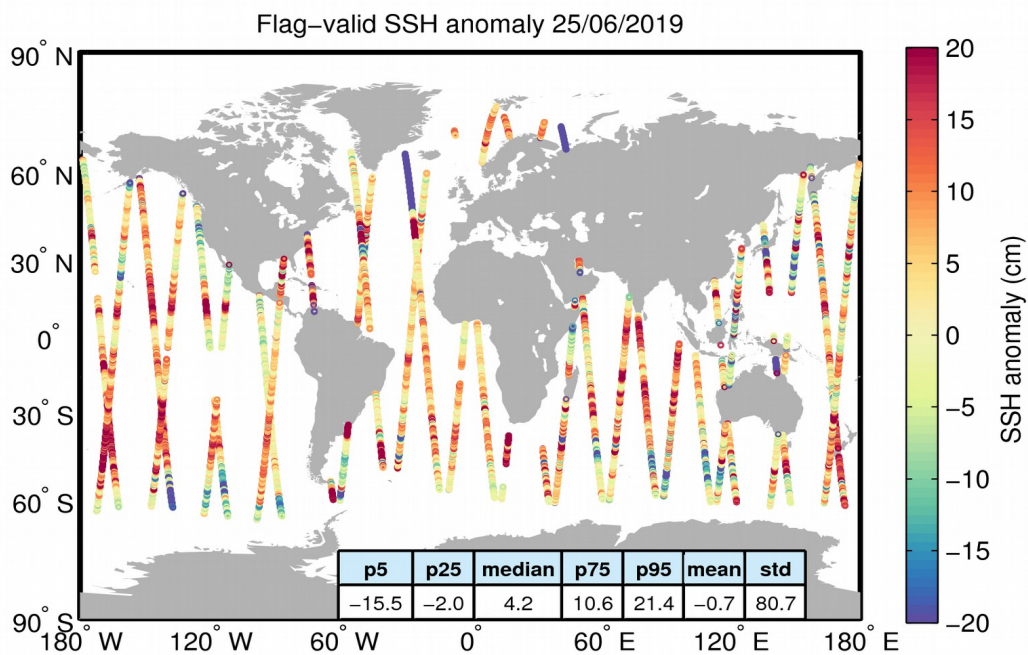 Flag−valid SSH anomaly 25/06/2019
90° N
60° N
30° N
0°
30° S
60° S
90° S
180° W
120° W
60° W
0°
60° E
120° E
180° E
p5 p25 median p75 p95 mean std
−15.5 −2.0 4.2 10.6 21.4 −0.7 80.7
20
15
10
5
0
−5
−10
−15
−20
SSH anomaly (cm)